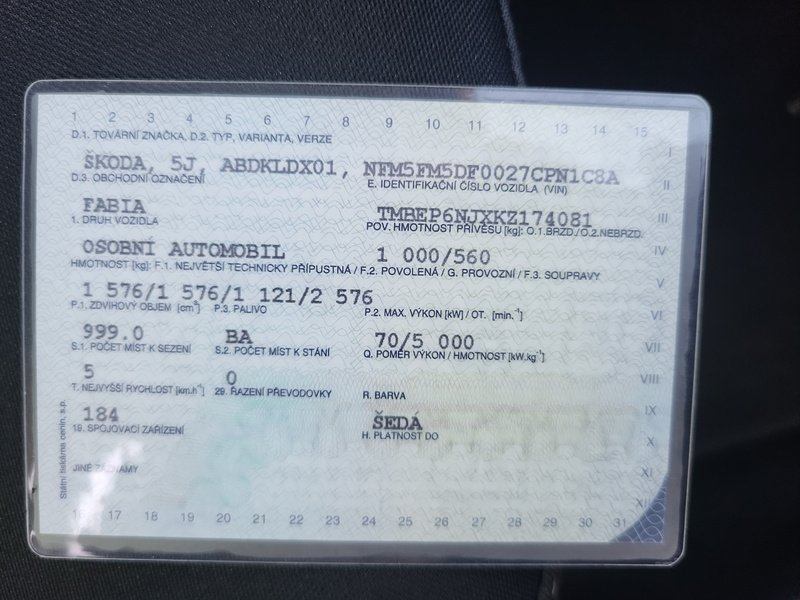 1 2 3 4 5 6 7 8 9 10 11 12 13 14 15
D.1. TOVÁRNÍ ZNAČKA, D.2. TYP, VARIANTA, VERZE
I
ŠKODA, 5J, ABDKLDX01, NFM5FM5DF0027CPN1C8A
D.3. OBCHODNÍ OZNAČENÍ E. IDENTIFIKAČNÍ ČÍSLO VOZIDLA (VIN)
II
FABIA TMBEP6NJXKZ174081
III
1. DRUH VOZIDLA POV. HMOTNOST PŘÍVĚSU [kg]: O.1.BRZD./O.2.NEBRZD.
OSOBNÍ AUTOMOBIL 1 000/560
IV
HMOTNOST [kg]: F.1. NEJVĚTŠÍ TECHNICKY PŘÍPUSTNÁ / F.2. POVOLENÁ / G. PROVOZNÍ / F.3. SOUPRAVY
V
1 576/1 576/1 121/2 576
P.1. ZDVIHOVÝ OBJEM [cm³] P.3. PALIVO P.2. MAX. VÝKON [kW] / OT. [min.⁻¹]
VI
999.0 BA 70/5 000
VII
S.1. POČET MÍST K SEZENÍ S.2. POČET MÍST K STÁNÍ Q. POMĚR VÝKON / HMOTNOST [kW.kg⁻¹]
5 0
VIII
T. NEJVYŠŠÍ RYCHLOST [km.h⁻¹] 29. ŘAZENÍ PŘEVODOVKY R. BARVA
184 ŠEDÁ
IX
19. SPOJOVACÍ ZAŘÍZENÍ H. PLATNOST DO
X
JINÉ ZÁZNAMY
XI
XII
16 17 18 19 20 21 22 23 24 25 26 27 28 29 30 31
Státní tiskárna cenin, s.p.